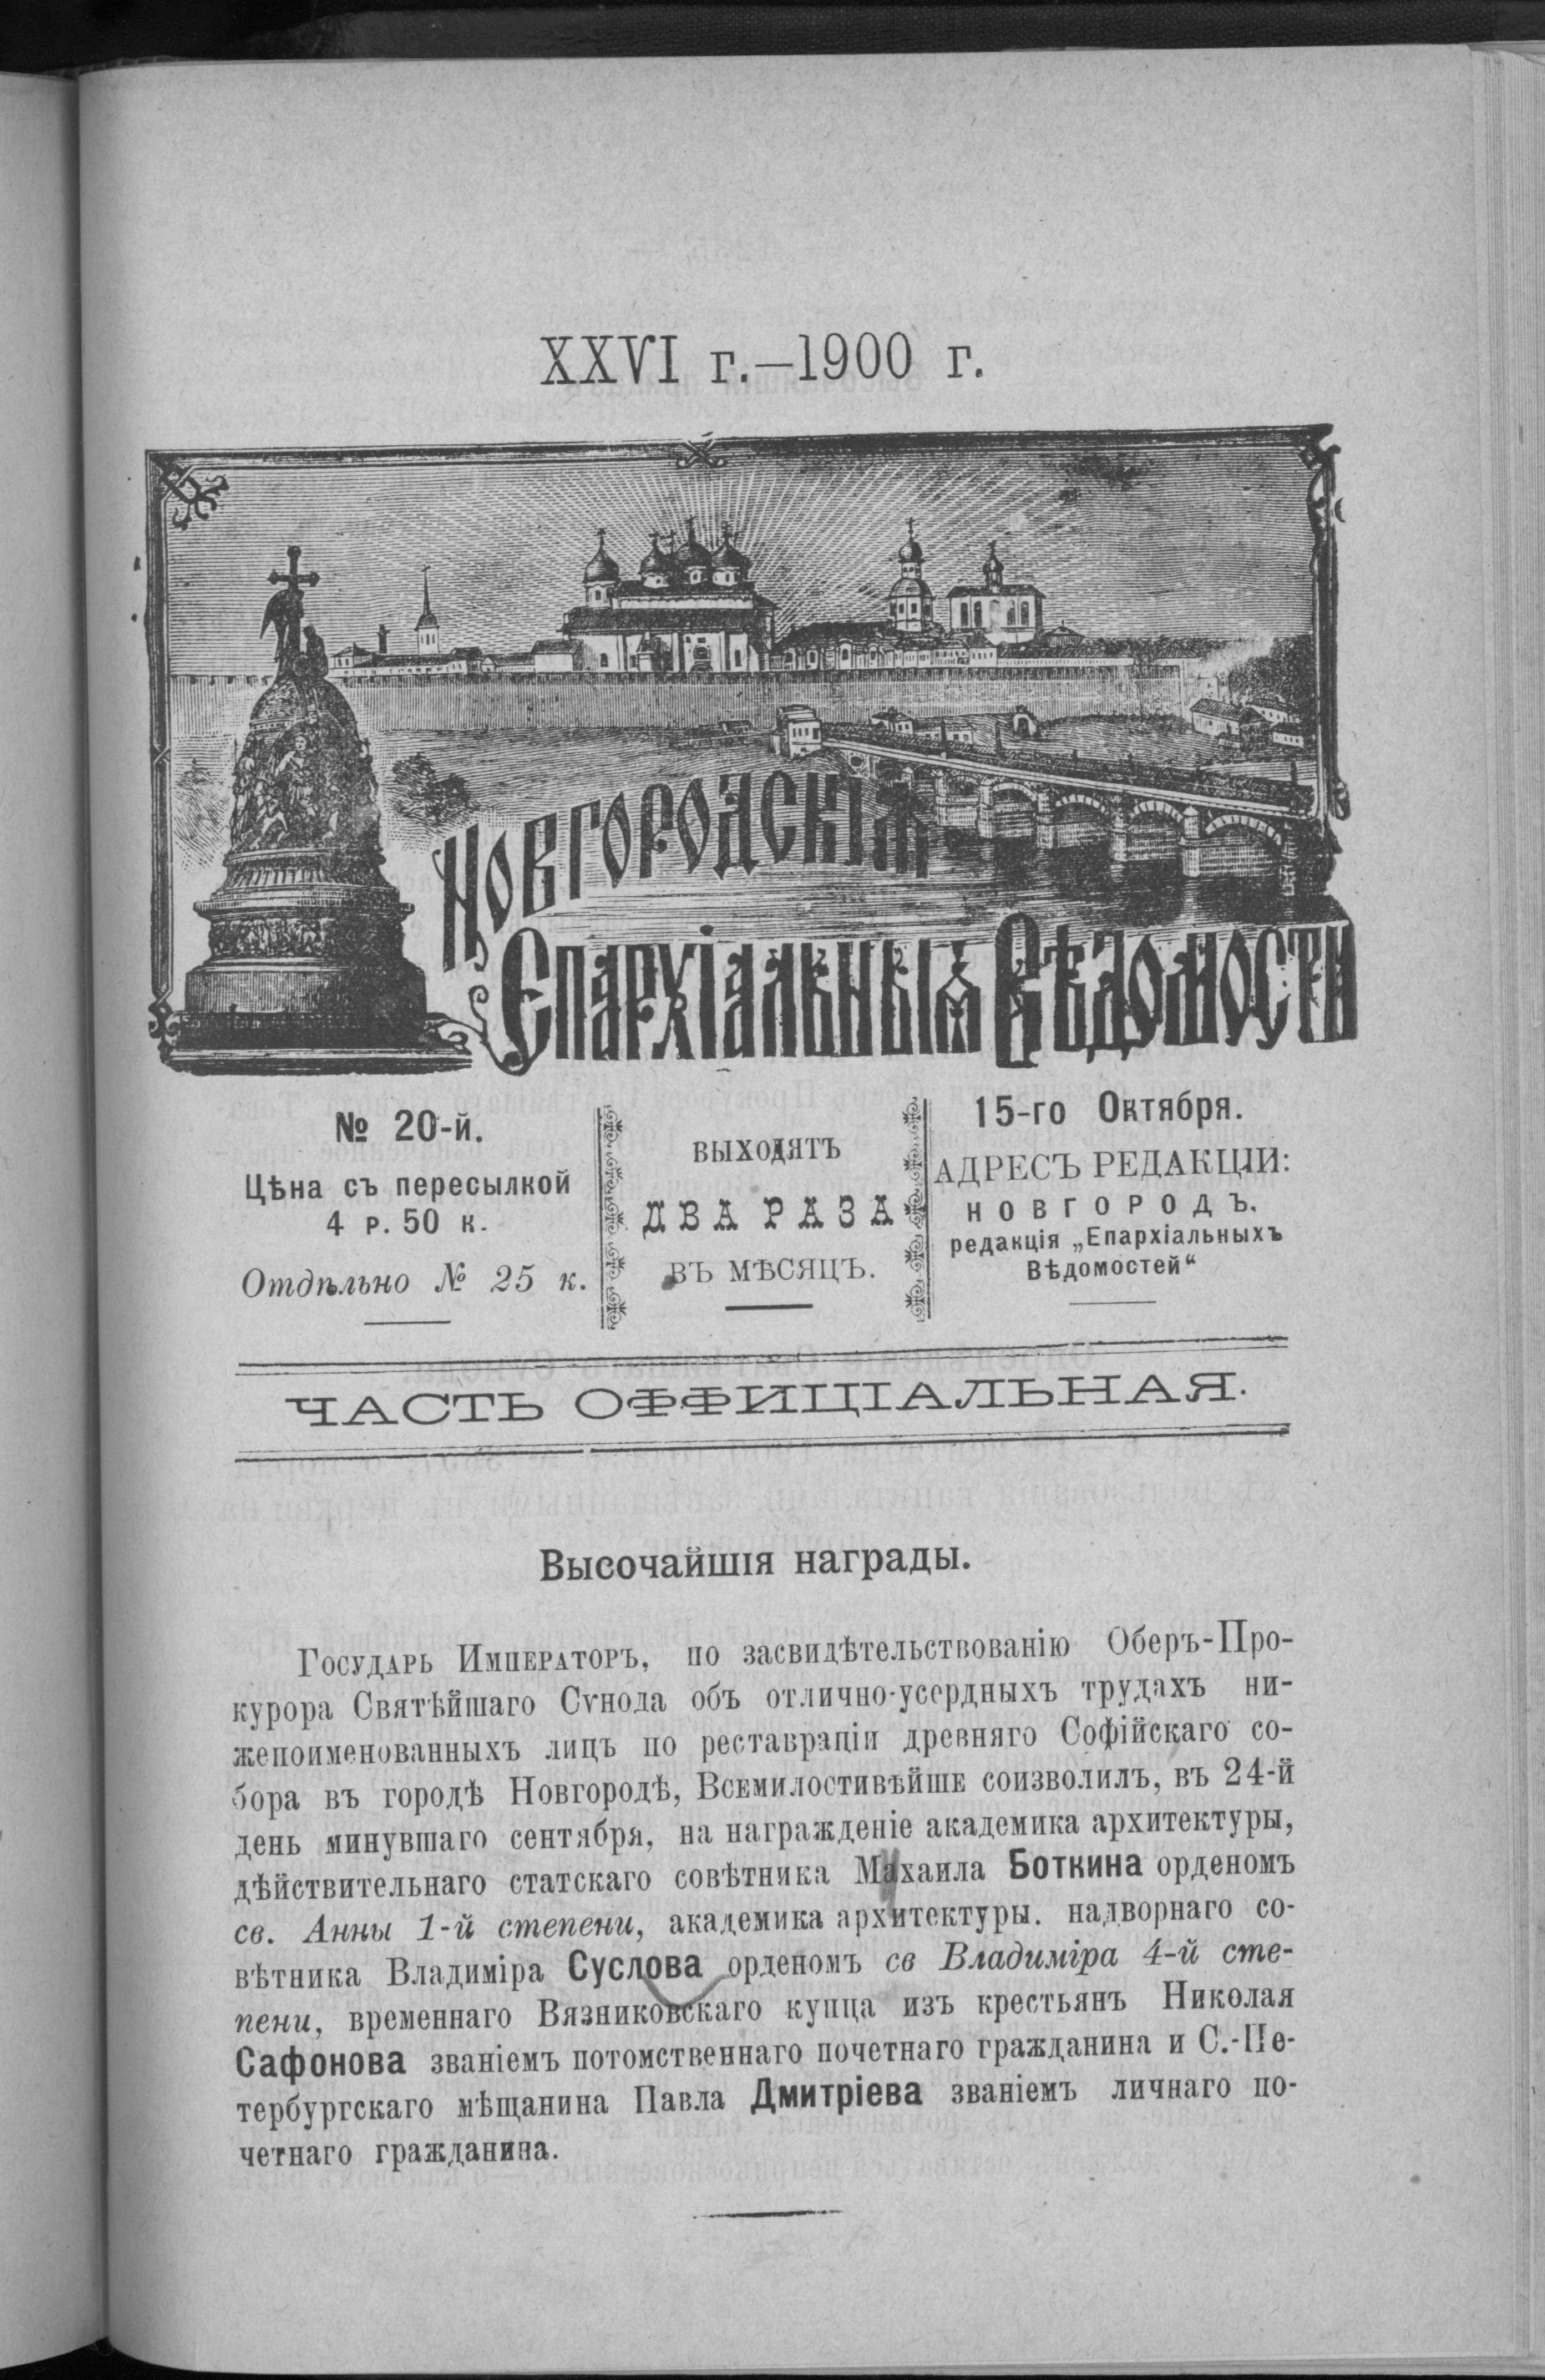 XXVI г.—1900 г.
Новгородскія
Епархіальныя Вѣдомости
№ 20-й.
Цѣна съ пересылкой
4 р. 50 к.
Отдѣльно № 25 к.
ВЫХОДЯТЪ
ДВА РАЗА
ВЪ МѢСЯЦЪ.
15-го Октября.
АДРЕСЪ РЕДАКЦІИ:
НОВГОРОДЪ,
редакція „Епархіальныхъ
Вѣдомостей“
ЧАСТЬ ОФФИЦІАЛЬНАЯ.
Высочайшія награды.
Государь Императоръ, по засвидѣтельствованію Оберъ-Про-
курора Святѣйшаго Сѵнода объ отлично-усердныхъ трудахъ ни-
жепоименованныхъ лицъ по реставраціи древняго Софійскаго со-
бора въ городѣ Новгородѣ, Всемилостивѣйше соизволилъ, въ 24-й
день минувшаго сентября, на награжденіе академика архитектуры,
дѣйствительнаго статскаго совѣтника Михаила Боткина орденомъ
св. Анны 1-й степени, академика архитектуры. надворнаго со-
вѣтника Владиміра Суслова орденомъ св Владиміра 4-й сте-
пени, временнаго Вязниковскаго купца изъ крестьянъ Николая
Сафонова званіемъ потомственнаго почетнаго гражданина и С.-Пе-
тербургскаго мѣщанина Павла Дмитріева званіемъ личнаго по-
четнаго гражданина.